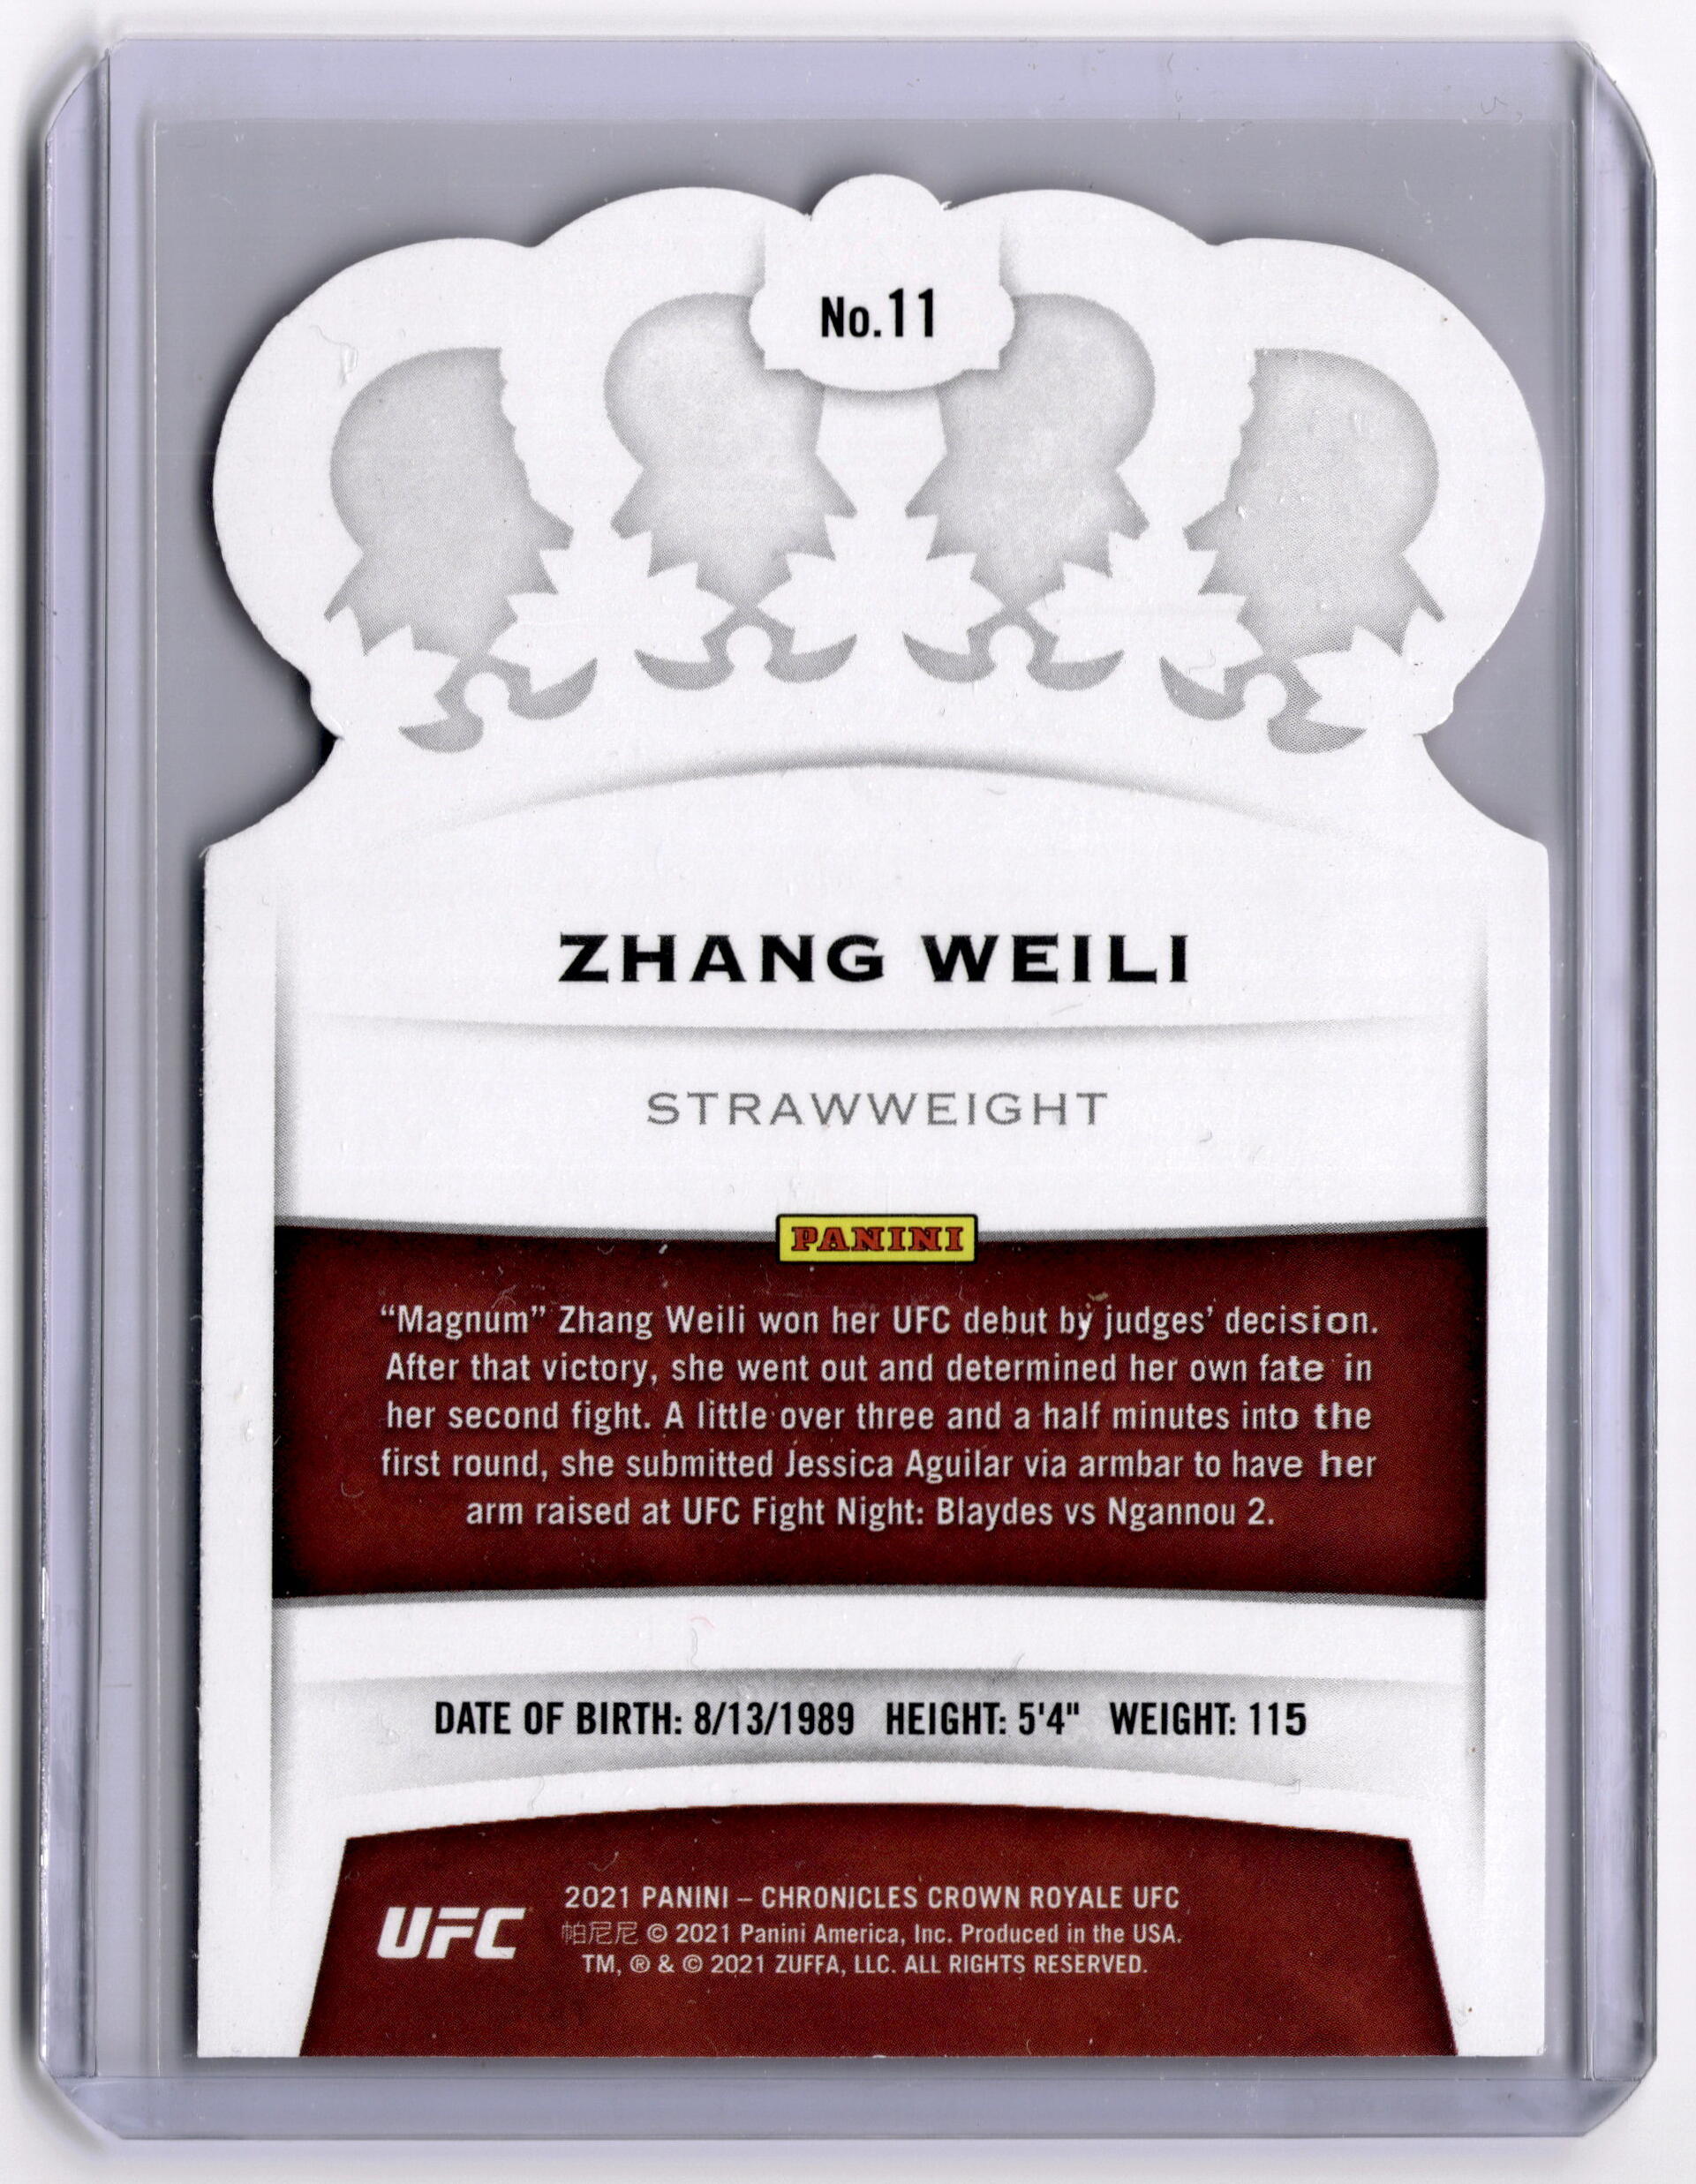 No.11
ZHANG WEILI
STRAWWEIGHT
PANINI
“Magnum” Zhang Weili won her UFC debut by judges’ decision.
After that victory, she went out and determined her own fate in
her second fight. A little over three and a half minutes into the
first round, she submitted Jessica Aguilar via armbar to have her
arm raised at UFC Fight Night: Blaydes vs Ngannou 2.
DATE OF BIRTH: 8/13/1989 HEIGHT: 5'4" WEIGHT: 115
UFC
2021 PANINI – CHRONICLES CROWN ROYALE UFC
帕尼尼 © 2021 Panini America, Inc. Produced in the USA.
TM, ® & © 2021 ZUFFA, LLC. ALL RIGHTS RESERVED.